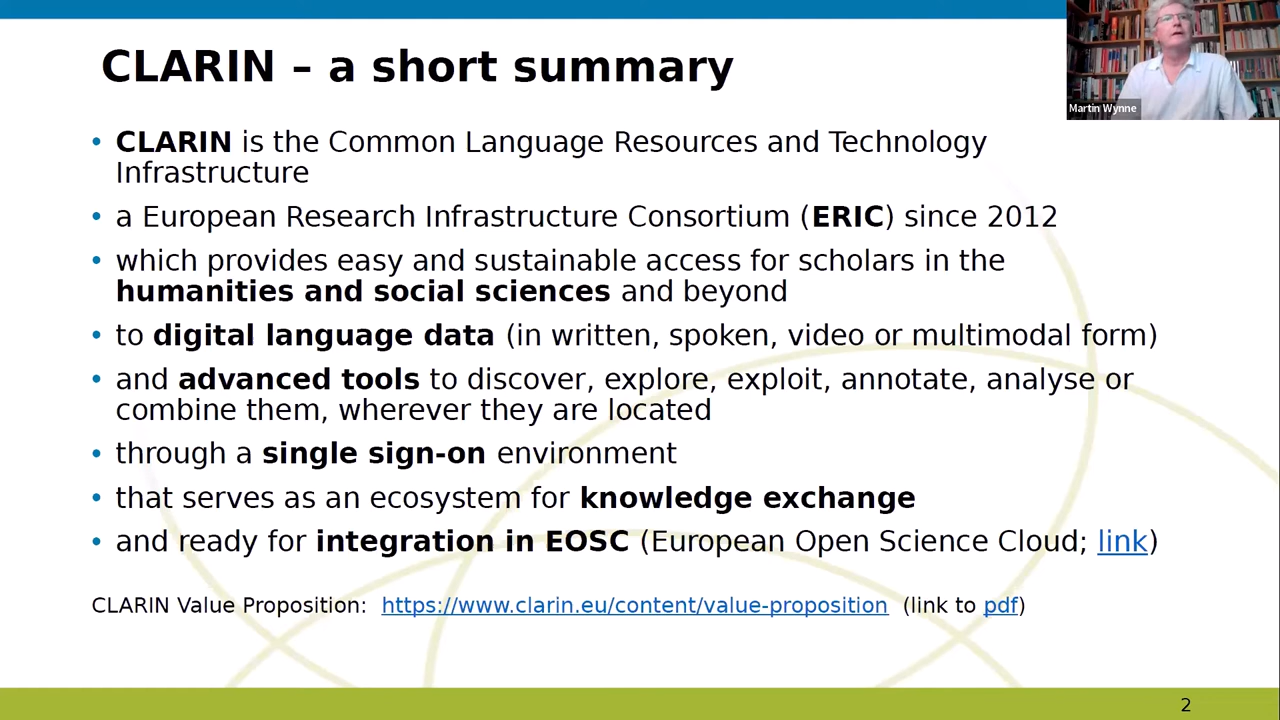 CLARIN – a short summary
Martin Wynne
• CLARIN is the Common Language Resources and Technology
Infrastructure
• a European Research Infrastructure Consortium (ERIC) since 2012
• which provides easy and sustainable access for scholars in the
humanities and social sciences and beyond
• to digital language data (in written, spoken, video or multimodal form)
• and advanced tools to discover, explore, exploit, annotate, analyse or
combine them, wherever they are located
• through a single sign-on environment
• that serves as an ecosystem for knowledge exchange
• and ready for integration in EOSC (European Open Science Cloud; link)
CLARIN Value Proposition: https://www.clarin.eu/content/value-proposition (link to pdf)
2